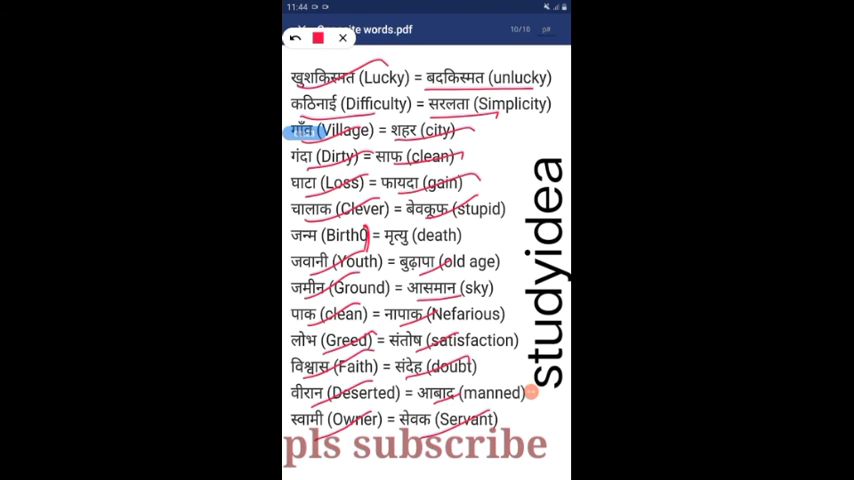 11:44
Opposite words.pdf
10/18
खुशकिस्मत (Lucky) = बदकिस्मत (unlucky)
कठिनाई (Difficulty) = सरलता (Simplicity)
गाँव (Village) = शहर (city)
गंदा (Dirty) = साफ (clean)
घाटा (Loss) = फायदा (gain)
चालाक (Clever) = बेवकूफ (stupid)
जन्म (Birth0 = मृत्यु (death)
जवानी (Youth) = बुढ़ापा (old age)
जमीन (Ground) = आसमान (sky)
पाक (clean) = नापाक (Nefarious)
लोभ (Greed) = संतोष (satisfaction)
विश्वास (Faith) = संदेह (doubt)
वीरान (Deserted) = आबाद (manned)
स्वामी (Owner) = सेवक (Servant)
pls subscribe
studyidea